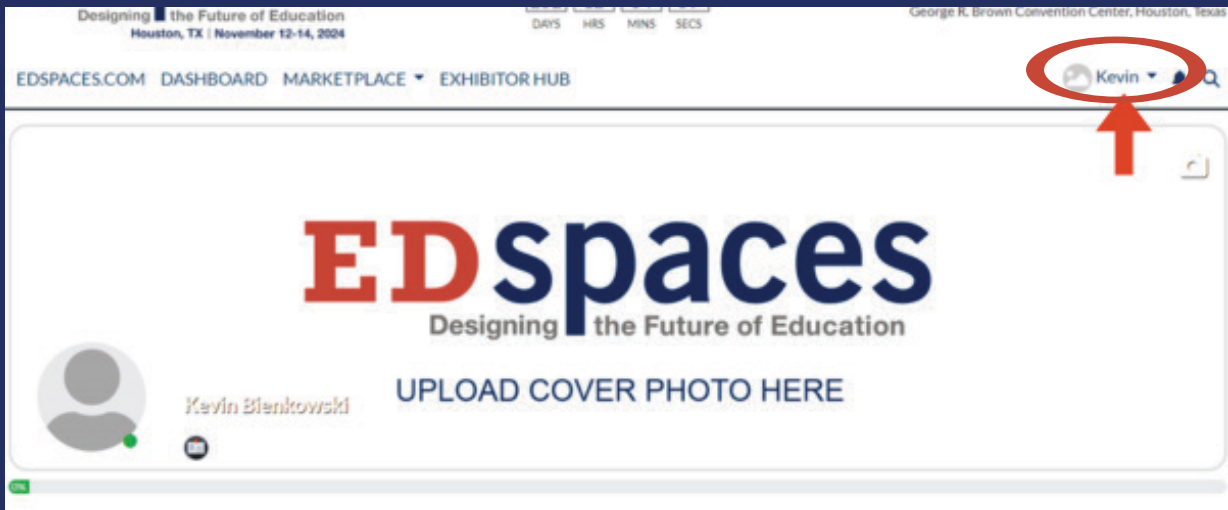 Designing the Future of Education
Houston, TX | November 12-14, 2024
DAYS HRS MINS SECS
George R. Brown Convention Center, Houston, Texas
EDSPACES.COM DASHBOARD MARKETPLACE EXHIBITOR HUB
Kevin
EDspaces
Designing the Future of Education
UPLOAD COVER PHOTO HERE
Kevin Bienkowski
0%